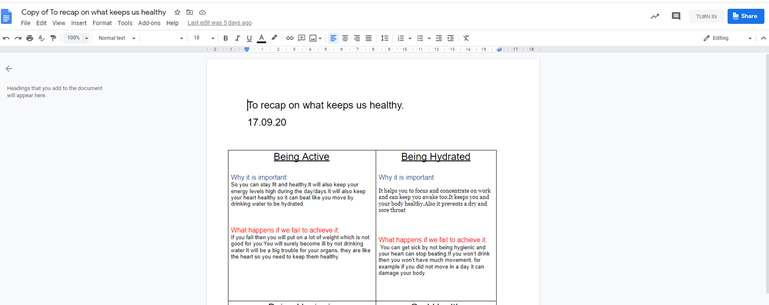 Copy of To recap on what keeps us healthy
File Edit View Insert Format Tools Add-ons Help Last edit was 5 days ago
TURN IN
Share
100% Normal text 18 B I U A Editing
Headings that you add to the document
will appear here.
To recap on what keeps us healthy.
17.09.20
Being Active
Why it is important:
So you can stay fit and healthy.It will also keep your
energy levels high during the day/days.It will also keep
your heart healthy so it can beat like you move by
drinking water to be hydrated.
What happens if we fail to achieve it:
If you fail then you will put on a lot of weight which is not
good for you.You will surely become ill by not drinking
water.It will be a big trouble for your organs, they are like
the heart so you need to keep them healthy.
Being Hydrated
Why it is important
It helps you to focus and concentrate on work
and can keep you awake too.It keeps you and
your body healthy.Also it prevents a dry and
sore throat
What happens if we fail to achieve it:
You can get sick by not being hygienic and
your heart can stop beating.If you won't drink
then you won't have much movement, for
example if you did not move in a day it can
damage your body.